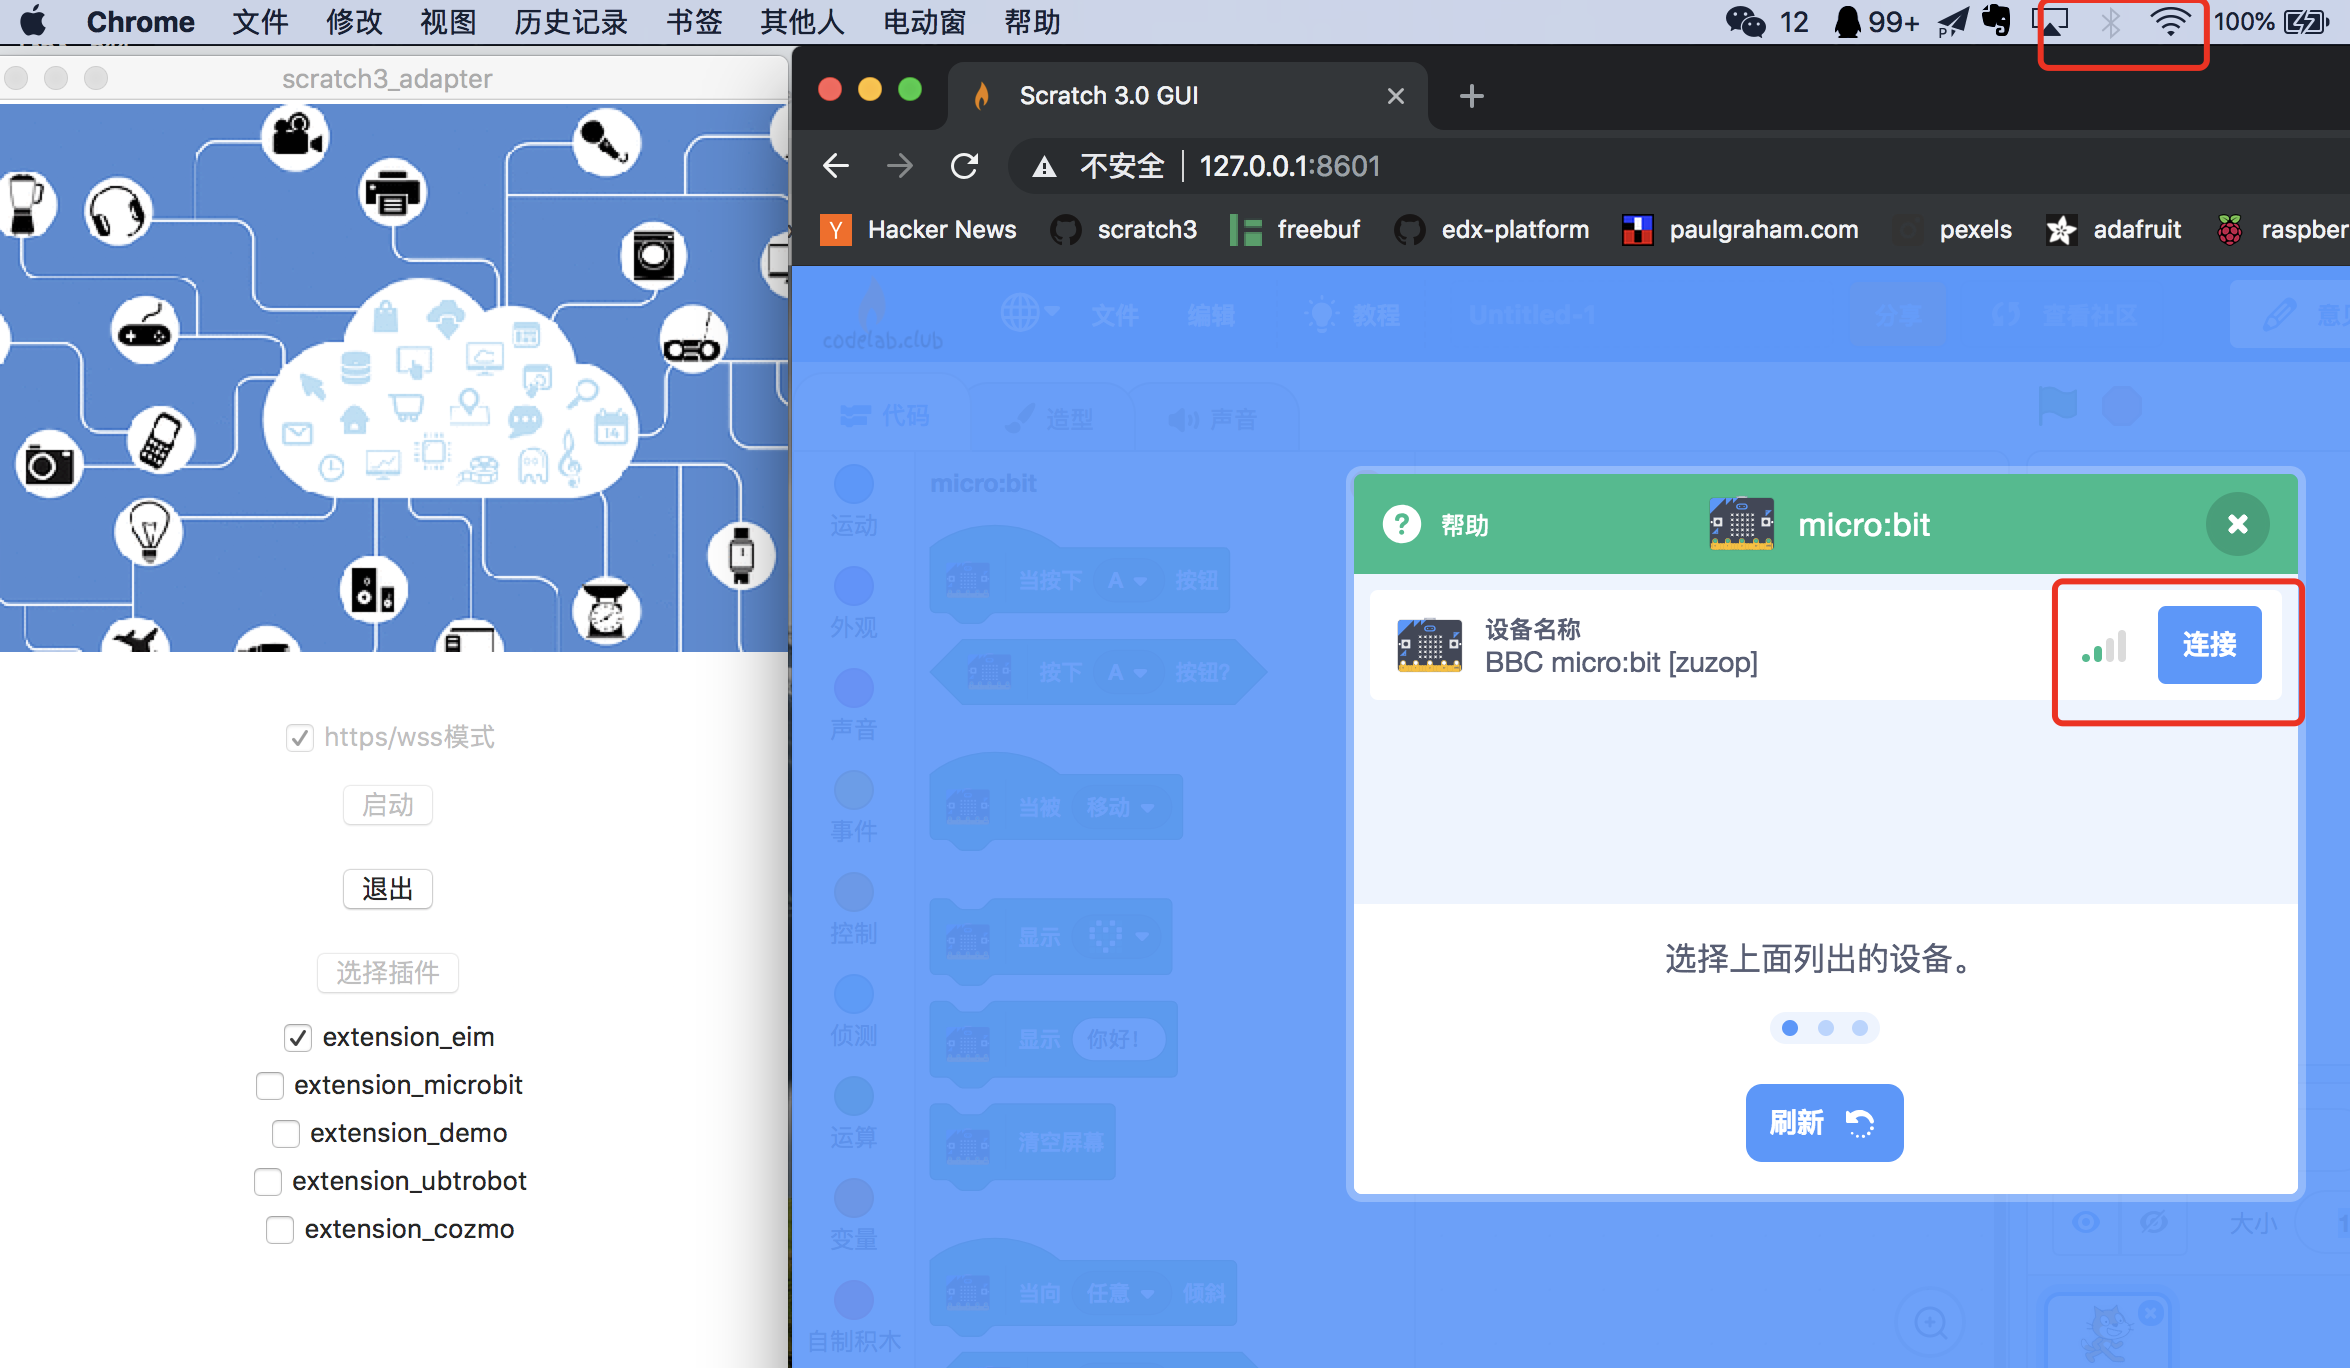 Chrome 文件 修改 视图 历史记录 书签 其他人 电动窗 帮助 12 99+ 100%
scratch3_adapter
https/wss模式
启动
退出
选择插件
extension_eim
extension_microbit
extension_demo
extension_ubtrobot
extension_cozmo
Scratch 3.0 GUI
不安全 127.0.0.1:8601
Hacker News scratch3 freebuf edx-platform paulgraham.com pexels adafruit raspber
codelab.club 文件 编辑 教程 Untitled-1 分享 查看社区
代码 造型 声音
运动
外观
声音
事件
控制
侦测
运算
变量
自制积木
micro:bit
当按下 A 按钮
按下 A 按钮?
当被 移动
显示
显示 你好!
清空屏幕
当向 任意 倾斜
帮助 micro:bit
设备名称
BBC micro:bit [zuzop]
连接
选择上面列出的设备。
刷新
大小